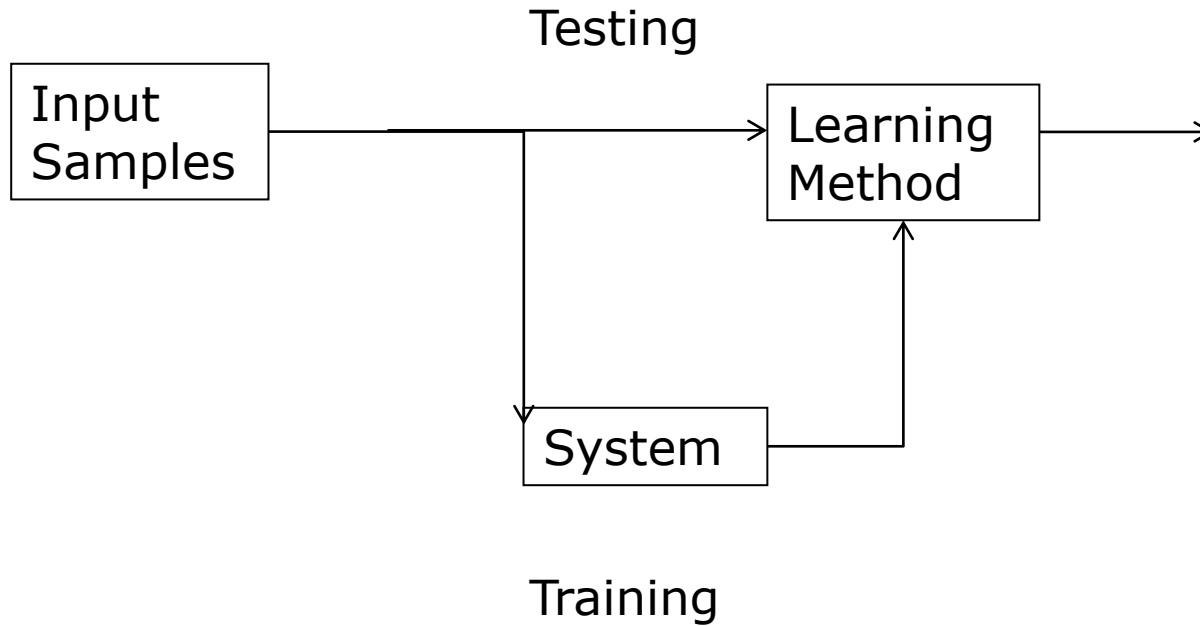 Testing
Input
Samples
Learning
Method
System
Training